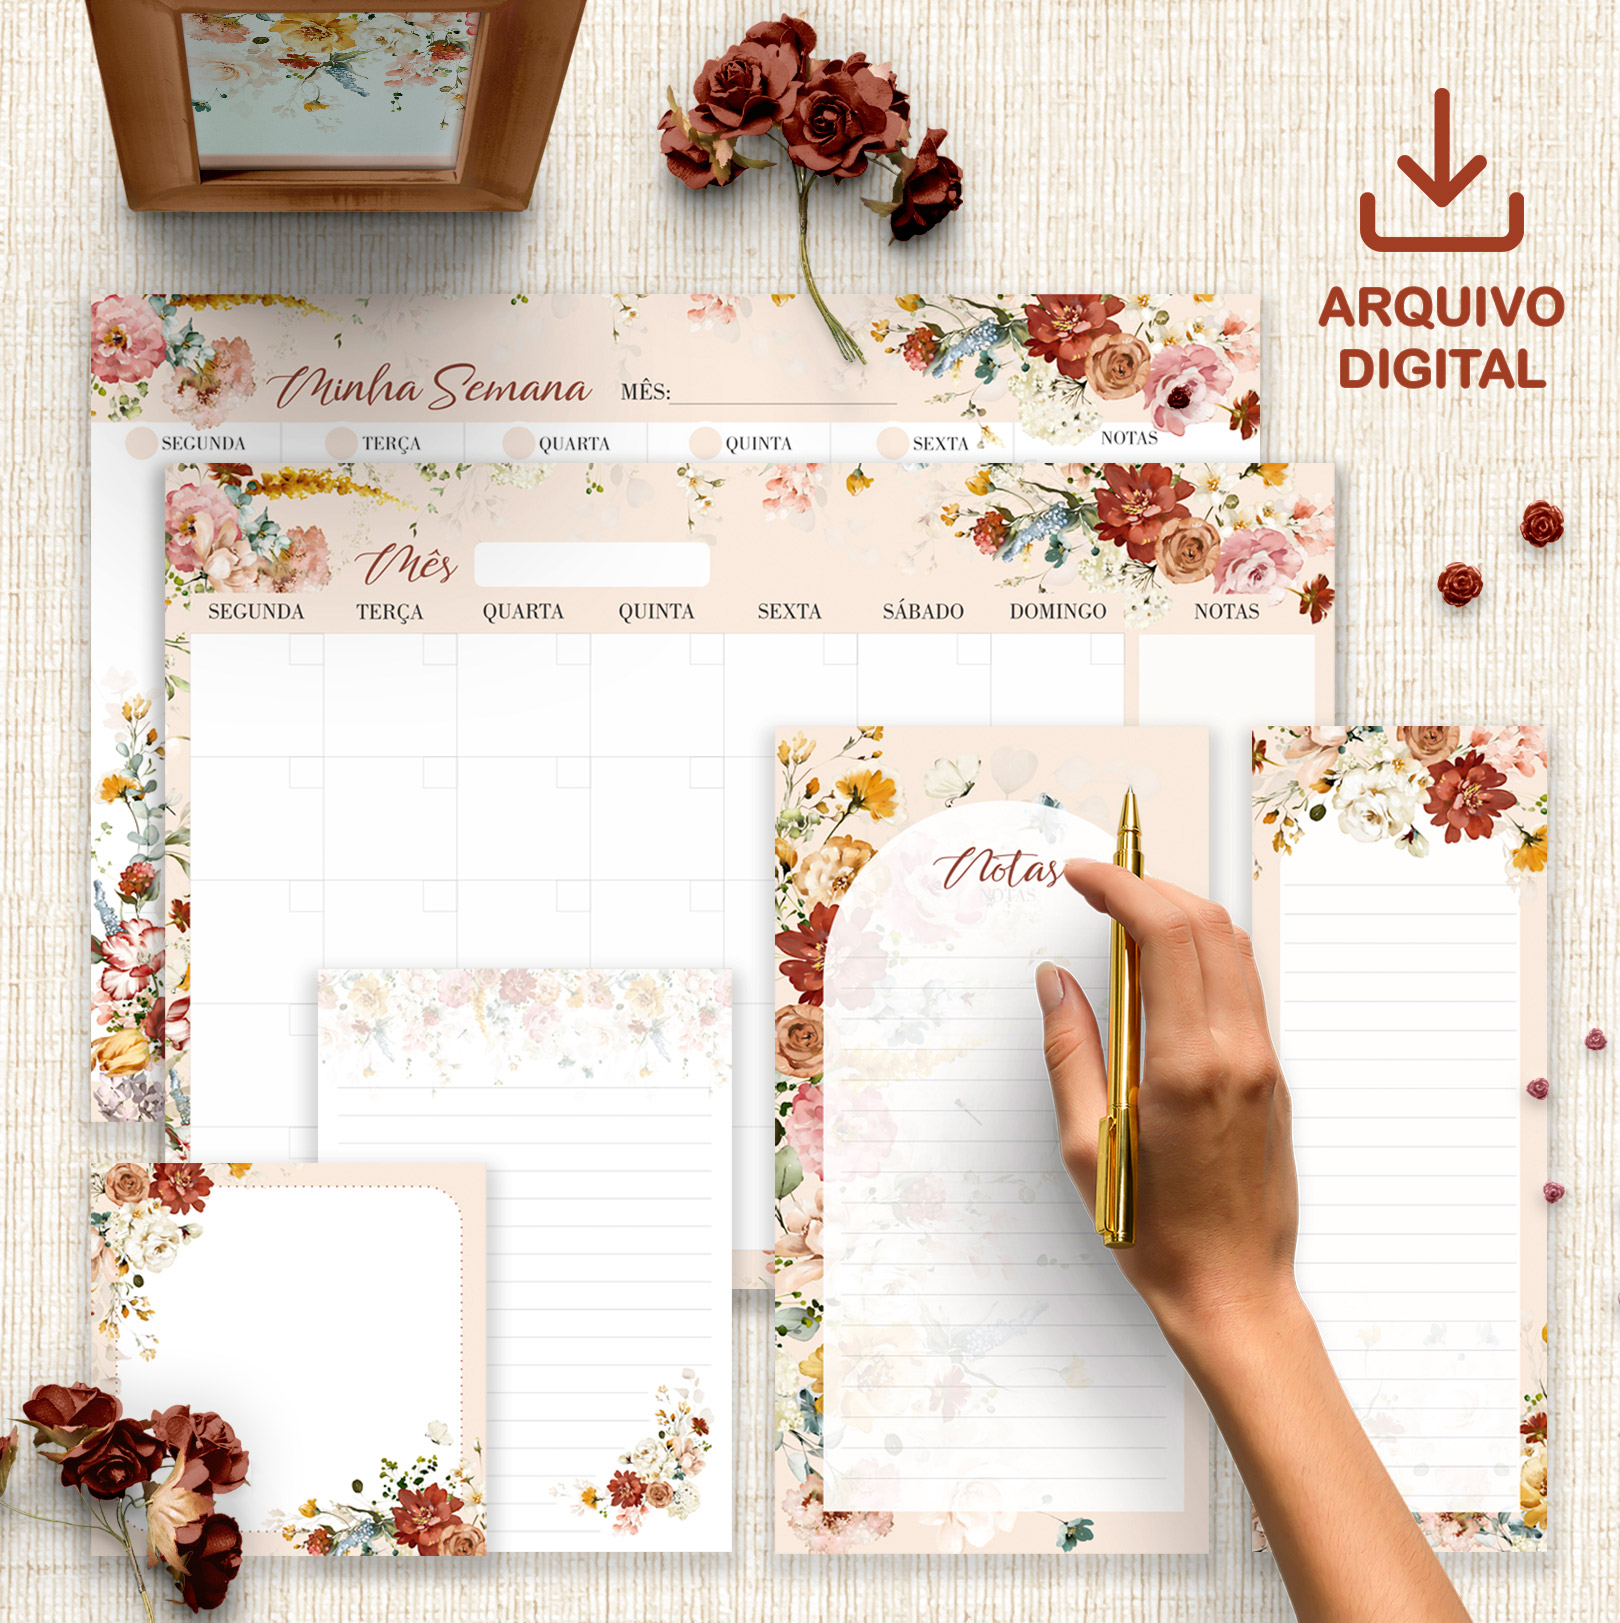 ARQUIVO
DIGITAL
Minha Semana MÊS:
SEGUNDA TERÇA QUARTA QUINTA SEXTA NOTAS
Mês
SEGUNDA TERÇA QUARTA QUINTA SEXTA SÁBADO DOMINGO NOTAS
Notas
NOTAS